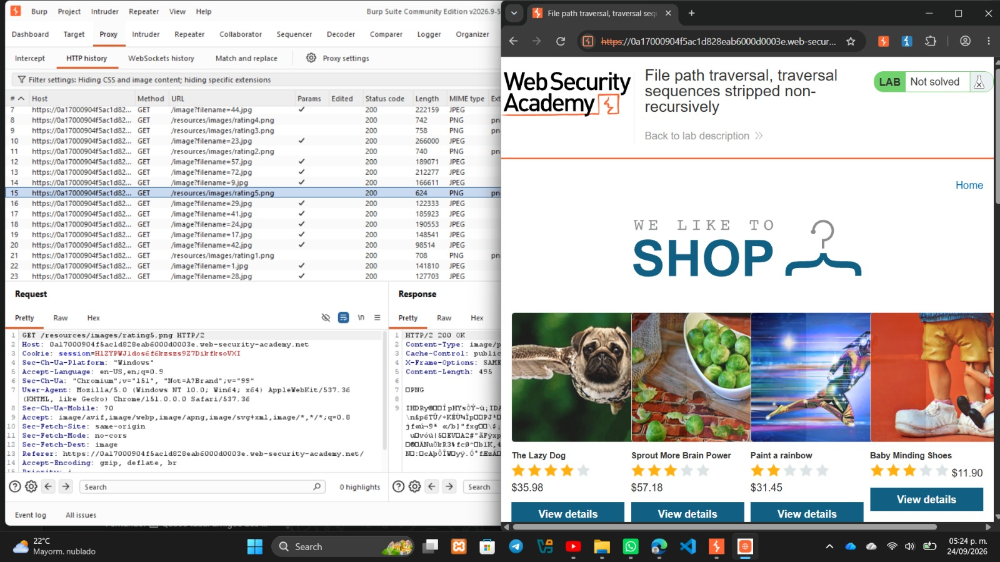 Burp Project Intruder Repeater View Help Burp Suite Community Edition v2026.9-5
Dashboard Target Proxy Intruder Repeater Collaborator Sequencer Decoder Comparer Logger Organizer
Intercept HTTP history WebSockets history Match and replace Proxy settings
Filter settings: Hiding CSS and image content; hiding specific extensions
# Host Method URL Params Edited Status code Length MIME type Ext
7 https://0a17000904f5ac1d82... GET /image?filename=44.jpg ✓ 200 222159 JPEG
8 https://0a17000904f5ac1d82... GET /resources/images/rating4.png 200 742 PNG pn
9 https://0a17000904f5ac1d82... GET /resources/images/rating3.png 200 758 PNG pn
10 https://0a17000904f5ac1d82... GET /image?filename=23.jpg ✓ 200 266000 JPEG
11 https://0a17000904f5ac1d82... GET /resources/images/rating2.png 200 740 PNG pn
12 https://0a17000904f5ac1d82... GET /image?filename=57.jpg ✓ 200 189071 JPEG
13 https://0a17000904f5ac1d82... GET /image?filename=72.jpg ✓ 200 212277 JPEG
14 https://0a17000904f5ac1d82... GET /image?filename=9.jpg ✓ 200 166611 JPEG
15 https://0a17000904f5ac1d82... GET /resources/images/rating5.png 200 624 PNG pn
16 https://0a17000904f5ac1d82... GET /image?filename=29.jpg ✓ 200 122333 JPEG
17 https://0a17000904f5ac1d82... GET /image?filename=41.jpg ✓ 200 185923 JPEG
18 https://0a17000904f5ac1d82... GET /image?filename=24.jpg ✓ 200 190553 JPEG
19 https://0a17000904f5ac1d82... GET /image?filename=17.jpg ✓ 200 148541 JPEG
20 https://0a17000904f5ac1d82... GET /image?filename=42.jpg ✓ 200 98514 JPEG
21 https://0a17000904f5ac1d82... GET /resources/images/rating1.png 200 708 PNG pn
22 https://0a17000904f5ac1d82... GET /image?filename=1.jpg ✓ 200 141810 JPEG
23 https://0a17000904f5ac1d82... GET /image?filename=28.jpg ✓ 200 127703 JPEG
Request
Pretty Raw Hex \n
1 GET /resources/images/rating5.png HTTP/2
2 Host: 0a17000904f5ac1d828eab6000d0003e.web-security-academy.net
3 Cookie: session=
4 Sec-Ch-Ua-Platform: "Windows"
5 Accept-Language: en-US,en;q=0.9
6 Sec-Ch-Ua: "Chromium";v="151", "Not=A?Brand";v="99"
7 User-Agent: Mozilla/5.0 (Windows NT 10.0; Win64; x64) AppleWebKit/537.36
(KHTML, like Gecko) Chrome/151.0.0.0 Safari/537.36
8 Sec-Ch-Ua-Mobile: ?0
9 Accept: image/avif,image/webp,image/apng,image/svg+xml,image/*,*/*;q=0.8
10 Sec-Fetch-Site: same-origin
11 Sec-Fetch-Mode: no-cors
12 Sec-Fetch-Dest: image
13 Referer: https://0a17000904f5ac1d828eab6000d0003e.web-security-academy.net/
14 Accept-Encoding: gzip, deflate, br
Search 0 highlights
Response
Pretty Raw Hex
1 HTTP/2 200 OK
2 Content-Type: image/p
3 Cache-Control: public
4 X-Frame-Options: SAME
5 Content-Length: 495
6
7 PNG
8
9
Search
Event log All issues
File path traversal, traversal sequ
https://0a17000904f5ac1d828eab6000d0003e.web-secur...
Web Security
Academy
File path traversal, traversal
sequences stripped non-
recursively
Back to lab description
LAB Not solved
Home
WE LIKE TO
SHOP
The Lazy Dog
$35.98
View details
Sprout More Brain Power
$57.18
View details
Paint a rainbow
$31.45
View details
Baby Minding Shoes
$11.90
View details
22°C
Mayorm. nublado
Search
05:24 p. m.
24/09/2026